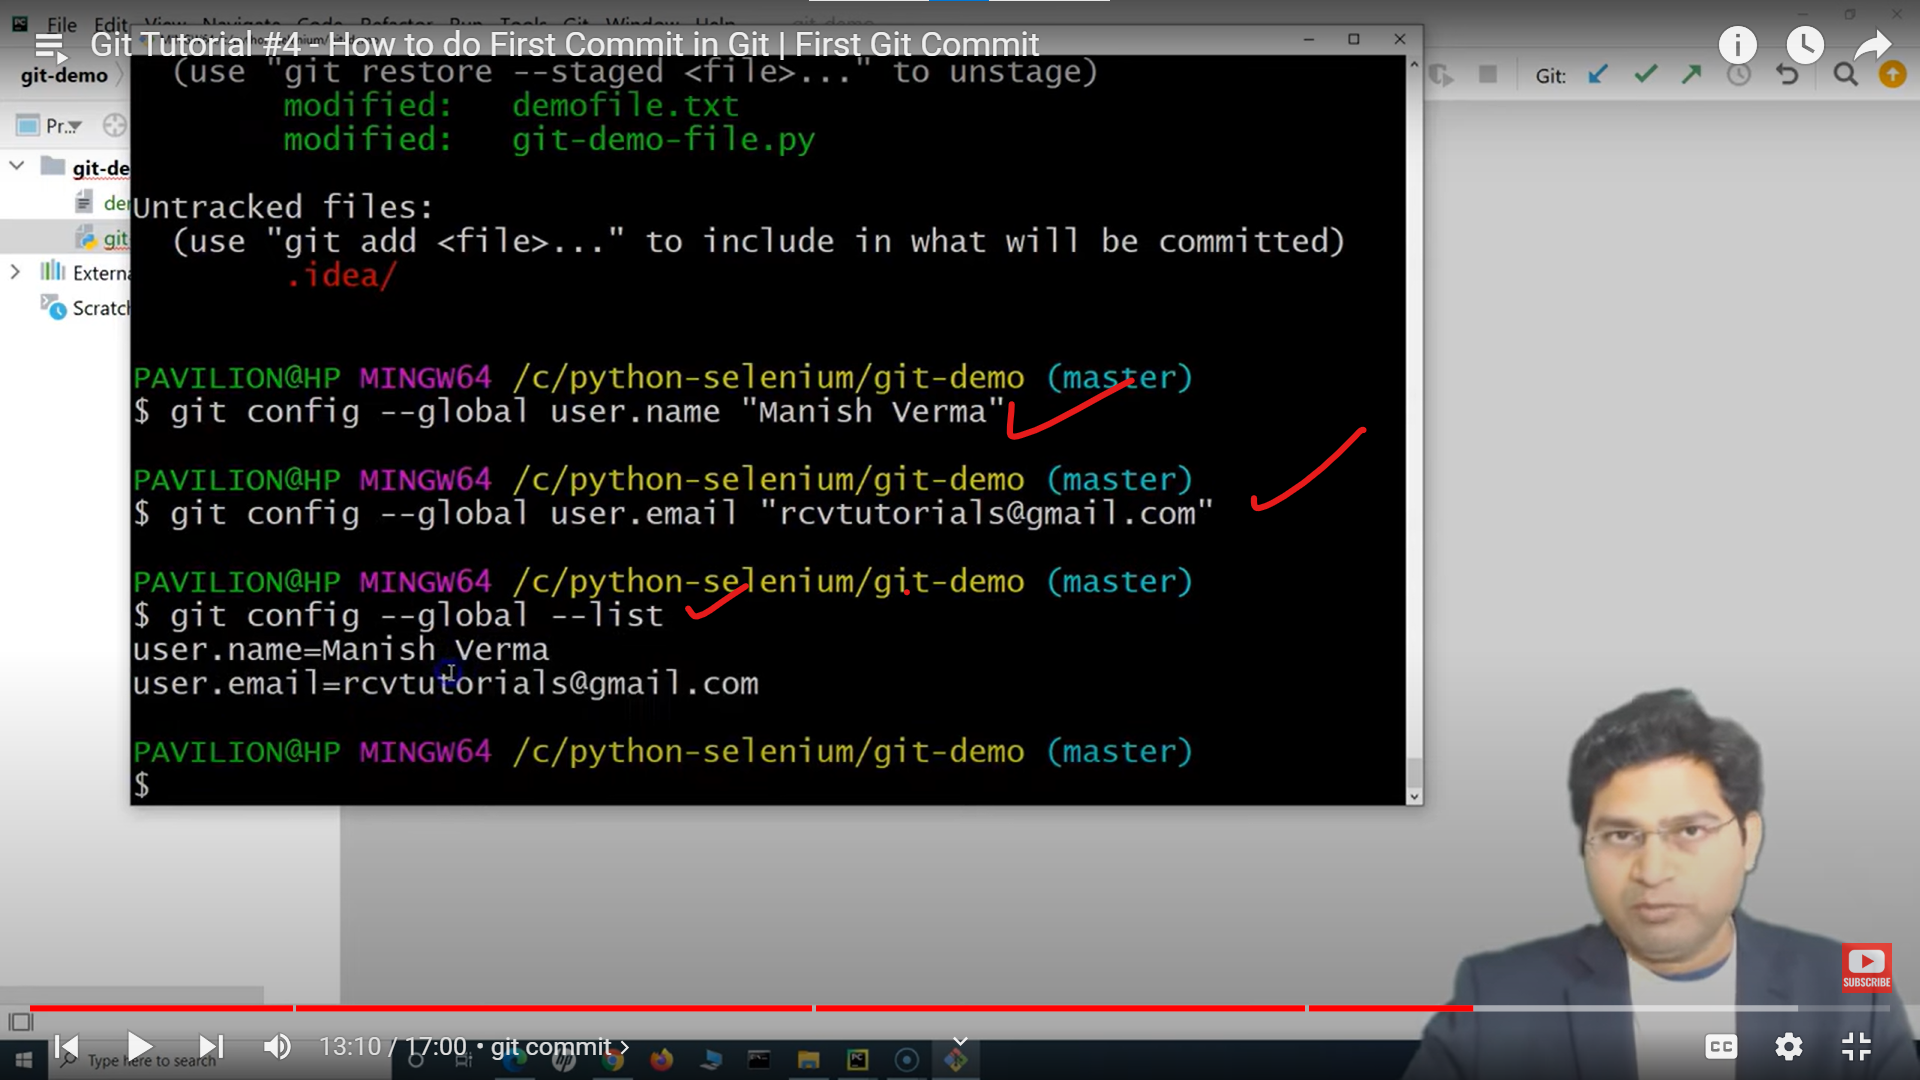 File Edit View Navigate Code Refactor Run Tools Git Window Help git-demo
Git Tutorial #4 - How to do First Commit in Git | First Git Commit
git-demo
Git:
(use "git restore --staged <file>..." to unstage)
modified: demofile.txt
Pr...
modified: git-demo-file.py
git-de
der
Untracked files:
git
(use "git add <file>..." to include in what will be committed)
Externa
.idea/
Scratch
PAVILION@HP MINGW64 /c/python-selenium/git-demo (master)
$ git config --global user.name "Manish Verma"
PAVILION@HP MINGW64 /c/python-selenium/git-demo (master)
$ git config --global user.email "rcvtutorials@gmail.com"
PAVILION@HP MINGW64 /c/python-selenium/git-demo (master)
$ git config --global --list
user.name=Manish Verma
user.email=rcvtutorials@gmail.com
PAVILION@HP MINGW64 /c/python-selenium/git-demo (master)
$
SUBSCRIBE
13:10 / 17:00 • git commit
CC
Type here to search